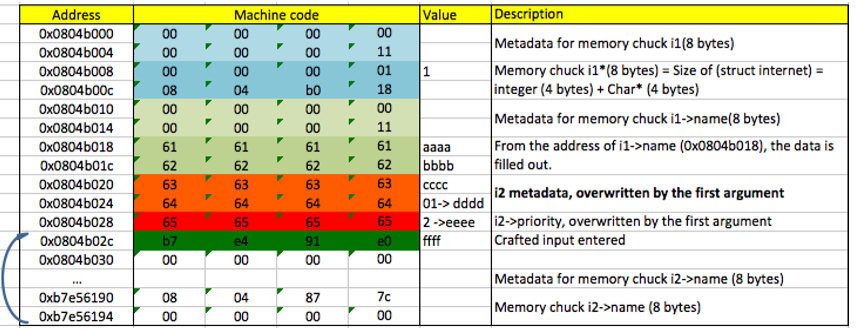 Address Machine code Value Description
0x0804b000 00 00 00 00
Metadata for memory chuck i1(8 bytes)
0x0804b004 00 00 00 11
0x0804b008 00 00 00 01 1 Memory chuck i1*(8 bytes) = Size of (struct internet) =
0x0804b00c 08 04 b0 18 integer (4 bytes) + Char* (4 bytes)
0x0804b010 00 00 00 00
Metadata for memory chuck i1->name(8 bytes)
0x0804b014 00 00 00 11
0x0804b018 61 61 61 61 aaaa From the address of i1->name (0x0804b018), the data is
0x0804b01c 62 62 62 62 bbbb filled out.
0x0804b020 63 63 63 63 cccc
i2 metadata, overwritten by the first argument
0x0804b024 64 64 64 64 01-> dddd
0x0804b028 65 65 65 65 2 ->eeee i2->priority, overwritten by the first argument
0x0804b02c b7 e4 91 e0 ffff Crafted input entered
0x0804b030 00 00 00 00
... Metadata for memory chuck i2->name (8 bytes)
0xb7e56190 08 04 87 7c
Memory chuck i2->name (8 bytes)
0xb7e56194 00 00 00 00